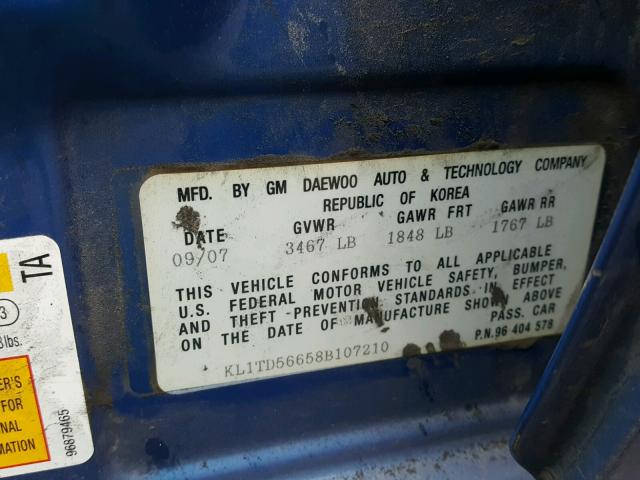 MFD. BY GM DAEWOO AUTO & TECHNOLOGY COMPANY
REPUBLIC OF KOREA
DATE GVWR GAWR FRT GAWR RR
09/07 3467 LB 1848 LB 1767 LB
THIS VEHICLE CONFORMS TO ALL APPLICABLE
U.S. FEDERAL MOTOR VEHICLE SAFETY, BUMPER,
AND THEFT PREVENTION STANDARDS IN EFFECT
ON THE DATE OF MANUFACTURE SHOWN ABOVE
PASS. CAR
KL1TD56658B107210 P.N.96 404 578
TA
3
lbs.
ER'S
FOR
NAL
MATION
96879465